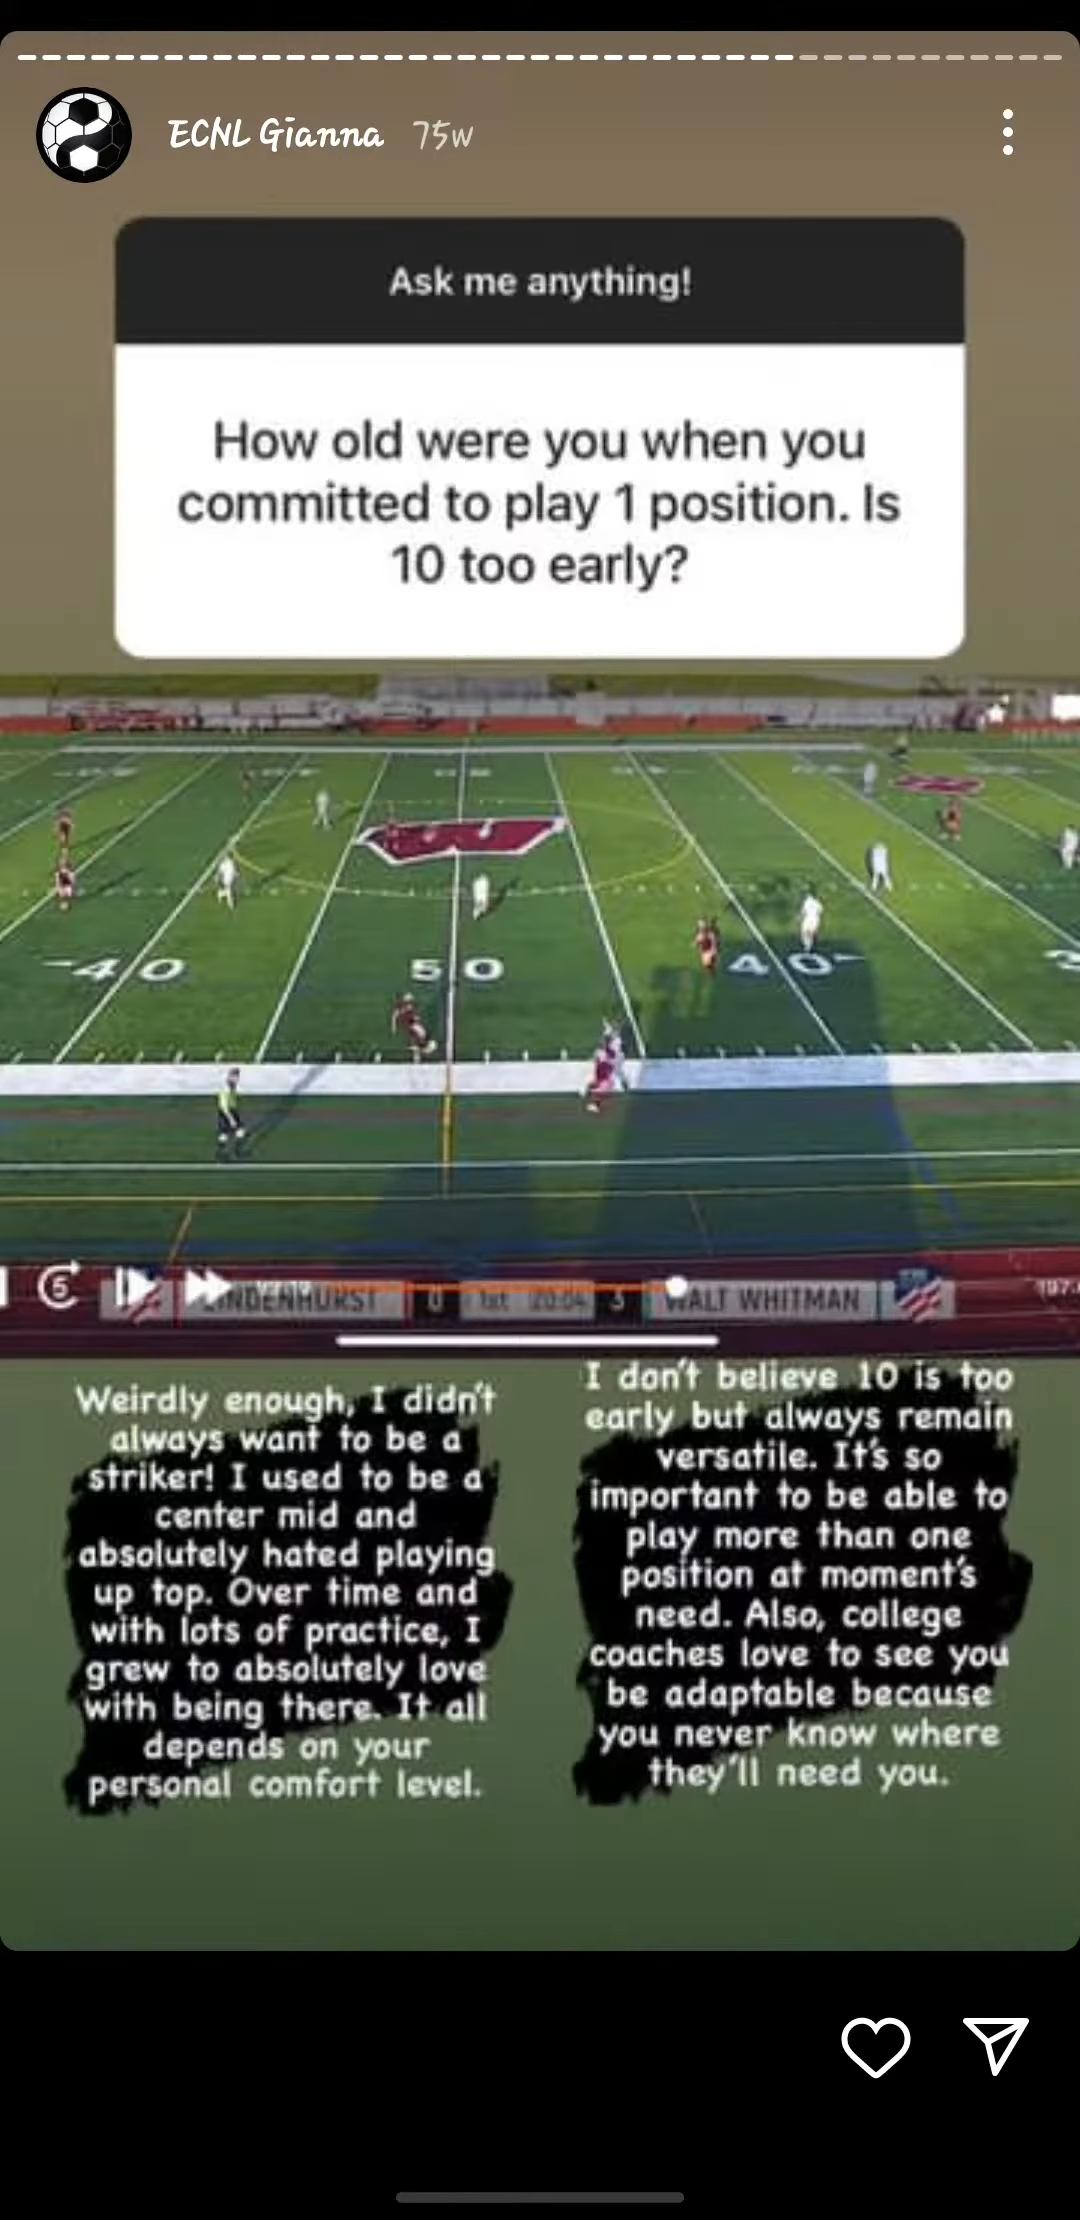 ECNL Gianna 75w
Ask me anything!
How old were you when you
committed to play 1 position. Is
10 too early?
40
50
40
5
LINDENHURST 0 1st 20:04 3 WALT WHITMAN
Weirdly enough, I didn't
always want to be a
striker! I used to be a
center mid and
absolutely hated playing
up top. Over time and
with lots of practice, I
grew to absolutely love
with being there. It all
depends on your
personal comfort level.
I don't believe 10 is too
early but always remain
versatile. It's so
important to be able to
play more than one
position at moment's
need. Also, college
coaches love to see you
be adaptable because
you never know where
they'll need you.